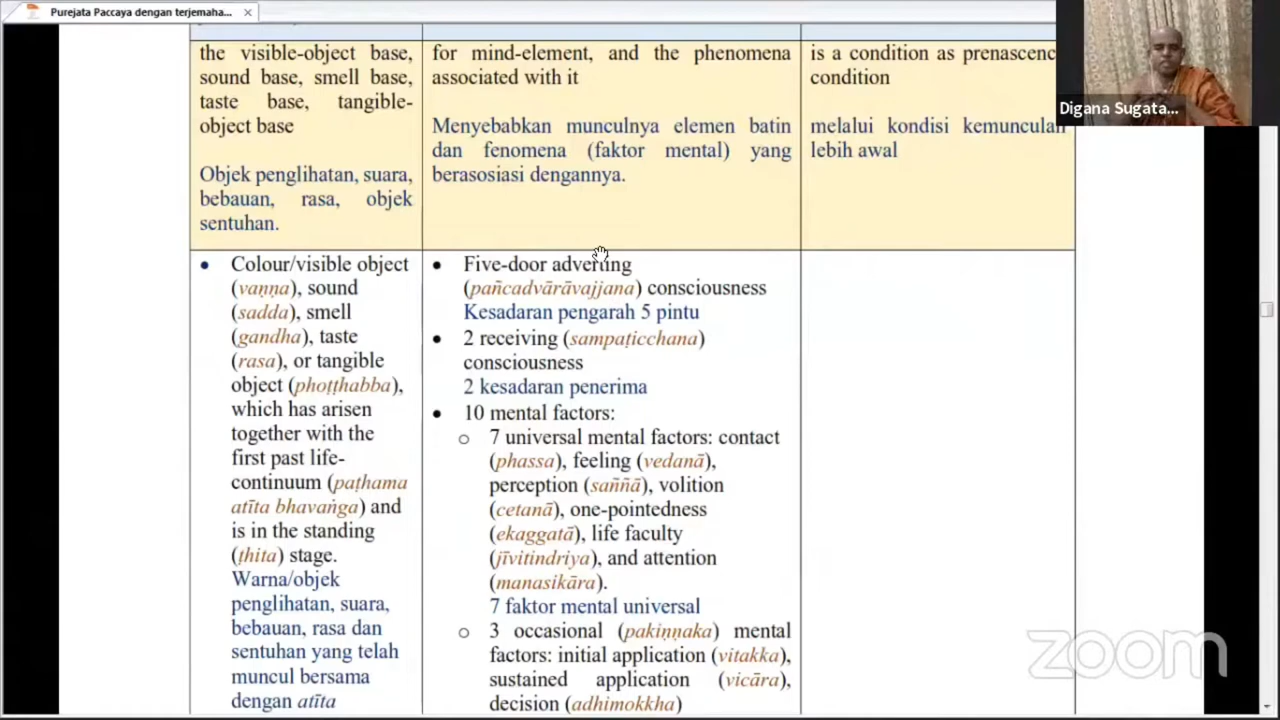 Purejata Paccaya dengan terjemaha...
the visible-object base,
sound base, smell base,
taste base, tangible-
object base
Objek penglihatan, suara,
bebauan, rasa, objek
sentuhan.
for mind-element, and the phenomena
associated with it
Menyebabkan munculnya elemen batin
dan fenomena (faktor mental) yang
berasosiasi dengannya.
is a condition as prenascenc
condition
melalui kondisi kemunculan
lebih awal
Digana Sugata...
• Colour/visible object
(vaṇṇa), sound
(sadda), smell
(gandha), taste
(rasa), or tangible
object (phoṭṭhabba),
which has arisen
together with the
first past life-
continuum (paṭhama
atīta bhavaṅga) and
is in the standing
(ṭhita) stage.
Warna/objek
penglihatan, suara,
bebauan, rasa dan
sentuhan yang telah
muncul bersama
dengan atīta
• Five-door adverting
(pañcadvārāvajjana) consciousness
Kesadaran pengarah 5 pintu
• 2 receiving (sampaṭicchana)
consciousness
2 kesadaran penerima
• 10 mental factors:
o 7 universal mental factors: contact
(phassa), feeling (vedanā),
perception (saññā), volition
(cetanā), one-pointedness
(ekaggatā), life faculty
(jīvitindriya), and attention
(manasikāra).
7 faktor mental universal
o 3 occasional (pakiṇṇaka) mental
factors: initial application (vitakka),
sustained application (vicāra),
decision (adhimokkha)
zoom